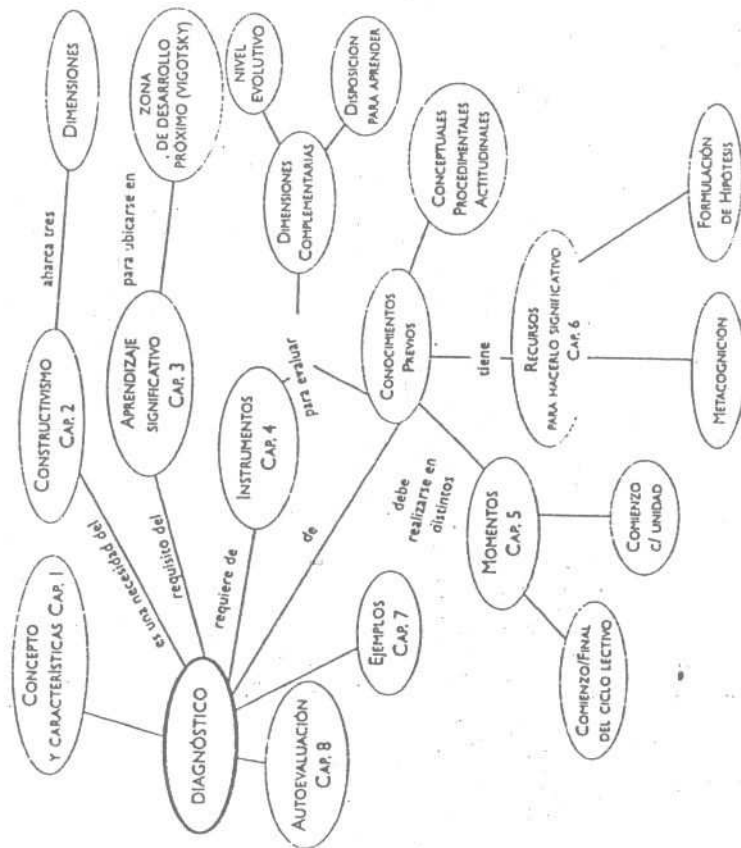 CONCEPTO
Y CARACTERÍSTICAS CAP. 1
DIAGNÓSTICO
AUTOEVALUACIÓN
CAP. 8
EJEMPLOS
CAP. 7
es una necesidad del
CONSTRUCTIVISMO
CAP. 2
abarca tres
DIMENSIONES
requisito del
APRENDIZAJE
SIGNIFICATIVO
CAP. 3
para ubicarse en
ZONA
DE DESARROLLO
PRÓXIMO (VIGOTSKY)
requiere de
INSTRUMENTOS
CAP. 4
para evaluar
DIMENSIONES
COMPLEMENTARIAS
NIVEL
EVOLUTIVO
DISPOSICIÓN
PARA APRENDER
de
CONOCIMIENTOS
PREVIOS
CONCEPTUALES
PROCEDIMENTALES
ACTITUDINALES
debe
realizarse en
distintos
MOMENTOS
CAP. 5
COMIENZO/FINAL
DEL CICLO LECTIVO
COMIENZO
C/ UNIDAD
tiene
RECURSOS
PARA HACERLO SIGNIFICATIVO
CAP. 6
METACOGNICIÓN
FORMULACIÓN
DE HIPÓTESIS